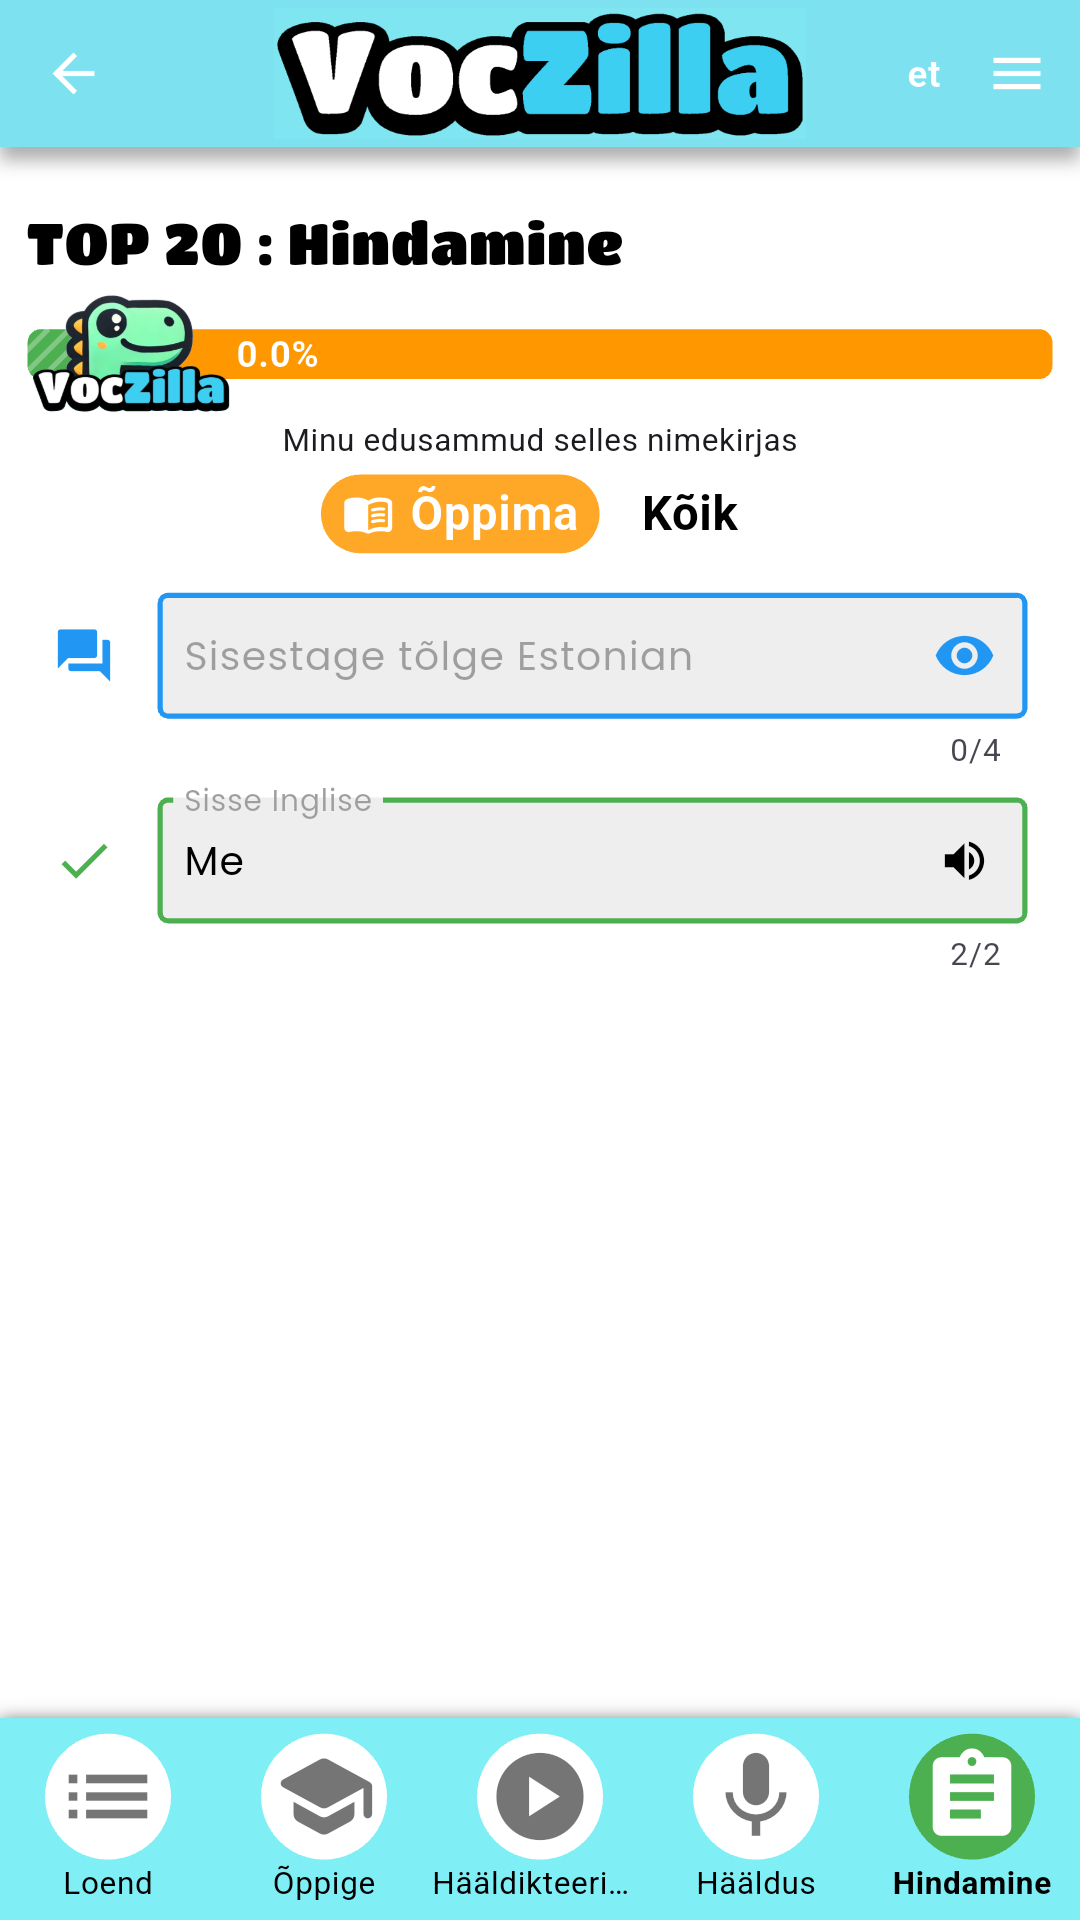 VocZilla
et
TOP 20 : Hindamine
0.0%
VocZilla
Minu edusammud selles nimekirjas
Õppima Kõik
Sisestage tõlge Estonian
0/4
Sisse Inglise
Me
2/2
Loend Õppige Hääldikteeri... Hääldus Hindamine